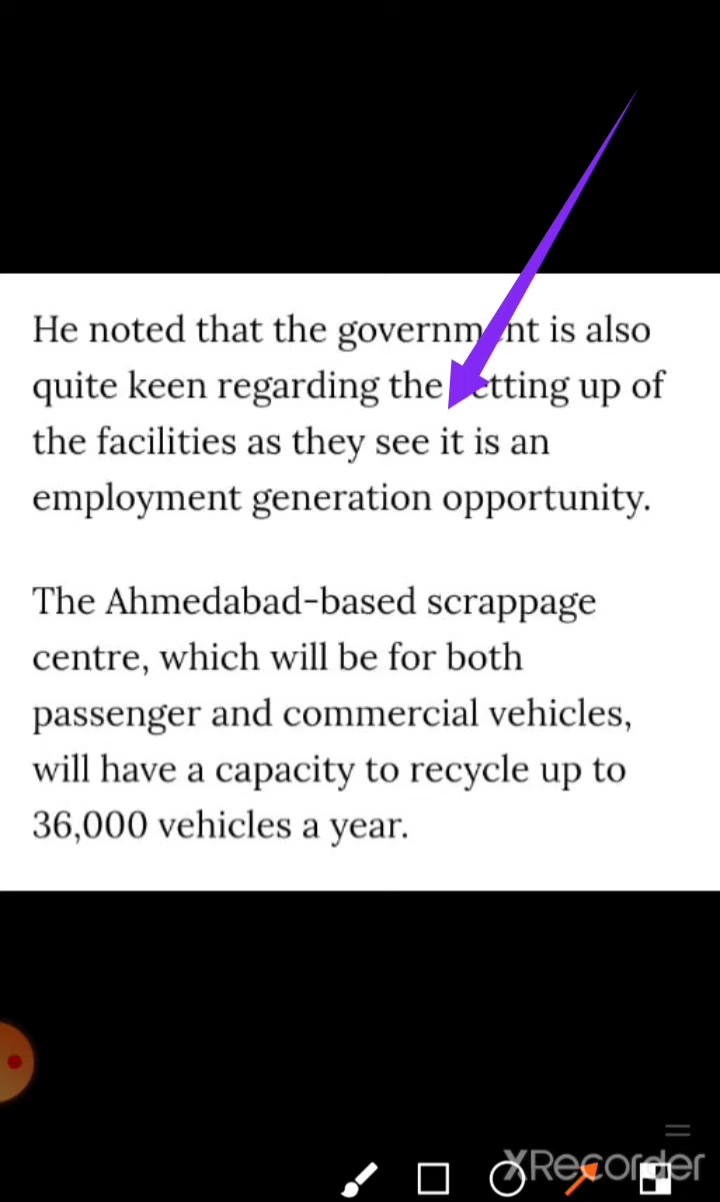 He noted that the government is also
quite keen regarding the setting up of
the facilities as they see it is an
employment generation opportunity.
The Ahmedabad-based scrappage
centre, which will be for both
passenger and commercial vehicles,
will have a capacity to recycle up to
36,000 vehicles a year.
XRecorder